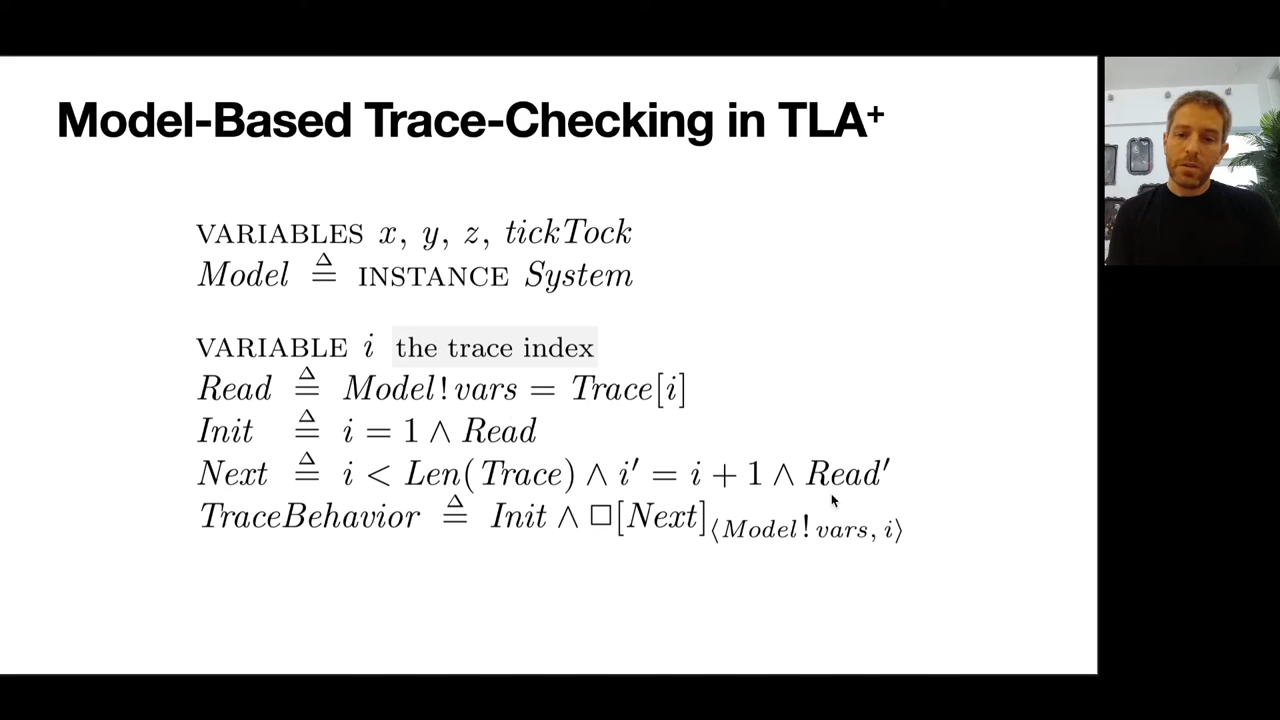 Model-Based Trace-Checking in TLA⁺
VARIABLES x, y, z, tickTock
Model ≜ INSTANCE System
VARIABLE i the trace index
Read ≜ Model!vars = Trace[i]
Init ≜ i = 1 ∧ Read
Next ≜ i < Len(Trace) ∧ i′ = i + 1 ∧ Read′
TraceBehavior ≜ Init ∧ □[Next]⟨Model!vars, i⟩